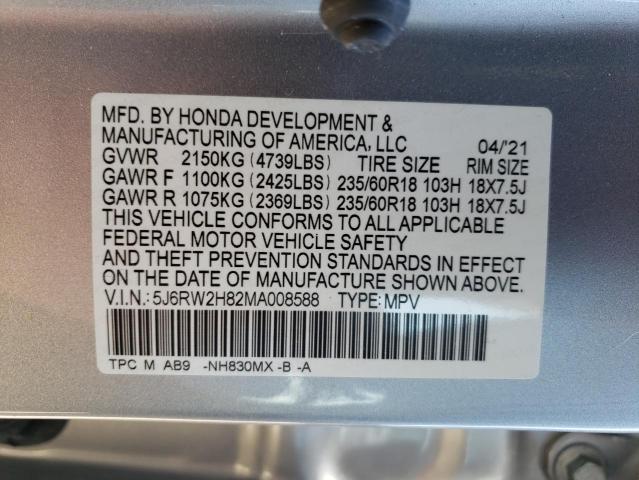 MFD. BY HONDA DEVELOPMENT &
MANUFACTURING OF AMERICA, LLC 04/'21
GVWR 2150KG (4739LBS) TIRE SIZE RIM SIZE
GAWR F 1100KG (2425LBS) 235/60R18 103H 18X7.5J
GAWR R 1075KG (2369LBS) 235/60R18 103H 18X7.5J
THIS VEHICLE CONFORMS TO ALL APPLICABLE
FEDERAL MOTOR VEHICLE SAFETY
AND THEFT PREVENTION STANDARDS IN EFFECT
ON THE DATE OF MANUFACTURE SHOWN ABOVE.
V.I.N.: 5J6RW2H82MA008588 TYPE: MPV
TPC M AB9 -NH830MX -B -A